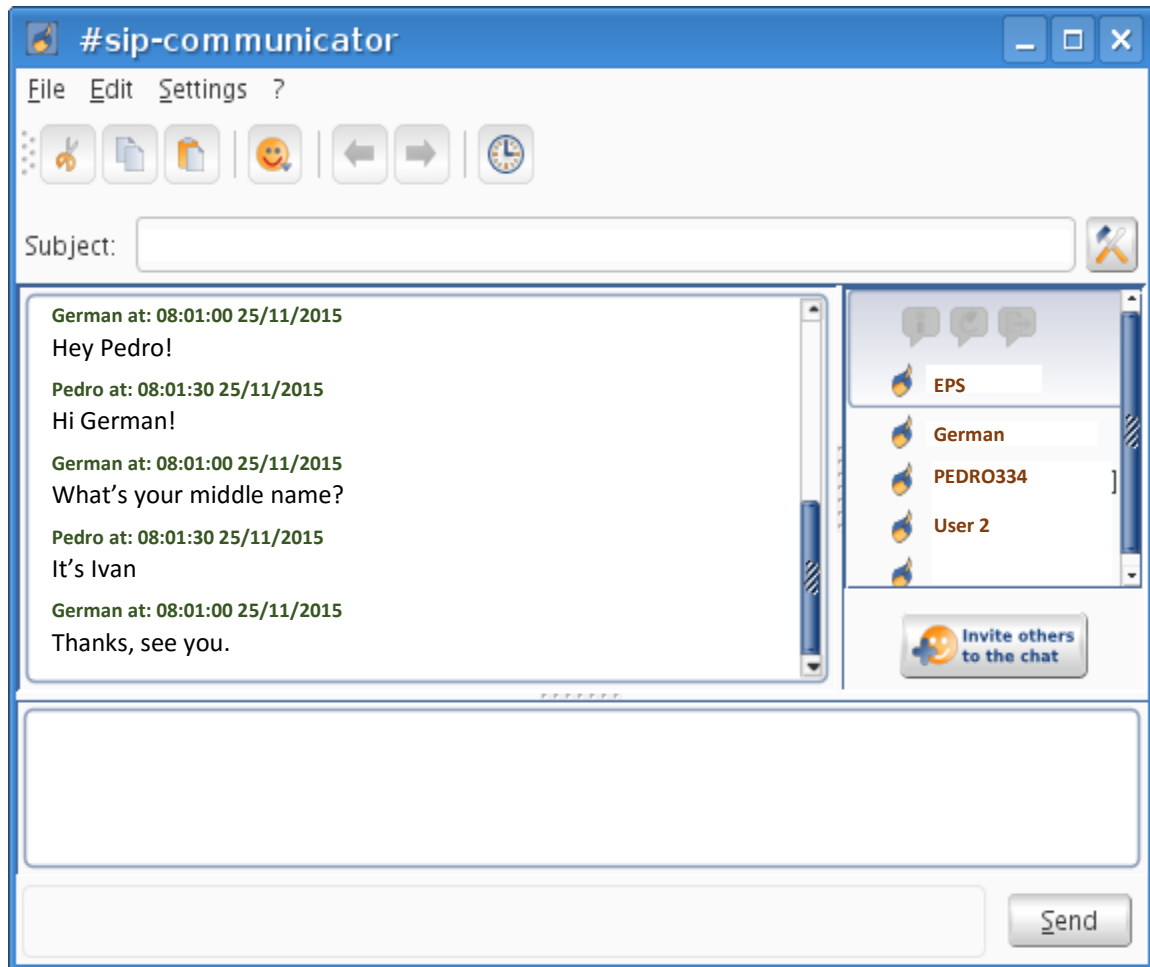 #sip-communicator
File Edit Settings ?
Subject:
German at: 08:01:00 25/11/2015
Hey Pedro!
Pedro at: 08:01:30 25/11/2015
Hi German!
German at: 08:01:00 25/11/2015
What's your middle name?
Pedro at: 08:01:30 25/11/2015
It's Ivan
German at: 08:01:00 25/11/2015
Thanks, see you.
EPS
German
PEDRO334 ]
User 2
Invite others
to the chat
Send